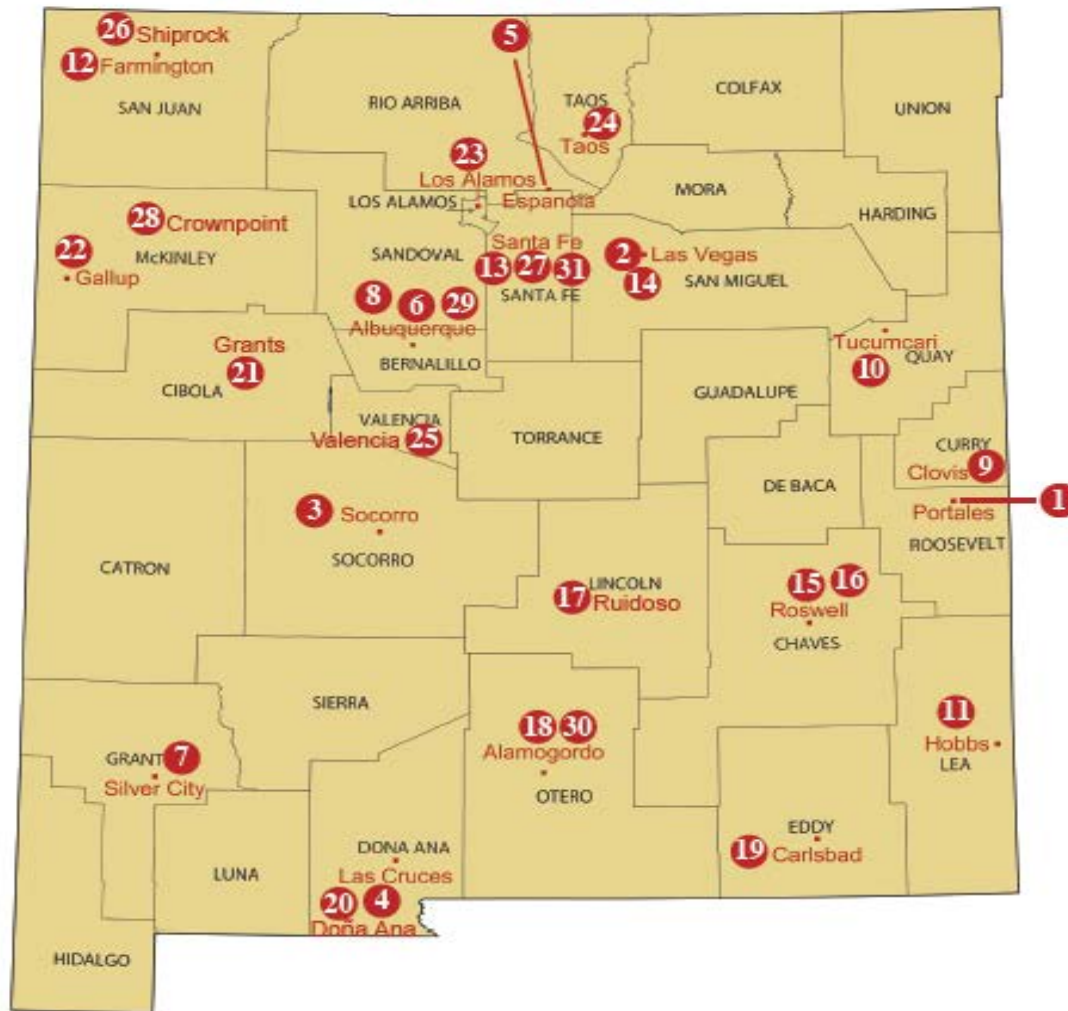 26 Shiprock
5
12 Farmington
SAN JUAN
RIO ARRIBA
TAOS
COLFAX
UNION
24
Taos
23
Los Alamos
LOS ALAMOS
Espanola
MORA
HARDING
28 Crownpoint
McKINLEY
22
Gallup
SANDOVAL
Santa Fe
13 27 31
SANTA FE
2 Las Vegas
14 SAN MIGUEL
8 6 29
Albuquerque
BERNALILLO
Tucumcari
QUAY
10
Grants
21
CIBOLA
GUADALUPE
VALENCIA
Valencia 25
TORRANCE
CURRY
Clovis 9
DE BACA
Portales
1
ROOSEVELT
3 Socorro
SOCORRO
CATRON
LINCOLN
17 Ruidoso
15 16
Roswell
CHAVES
SIERRA
18 30
Alamogordo
OTERO
11
Hobbs
LEA
GRANT 7
Silver City
EDDY
19 Carlsbad
DONA ANA
Las Cruces
LUNA
20 4
Doña Ana
HIDALGO